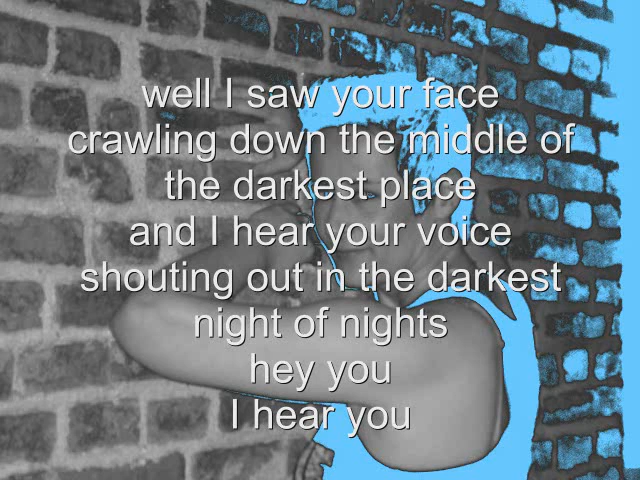 well I saw your face
crawling down the middle of
the darkest place
and I hear your voice
shouting out in the darkest
night of nights
hey you
I hear you